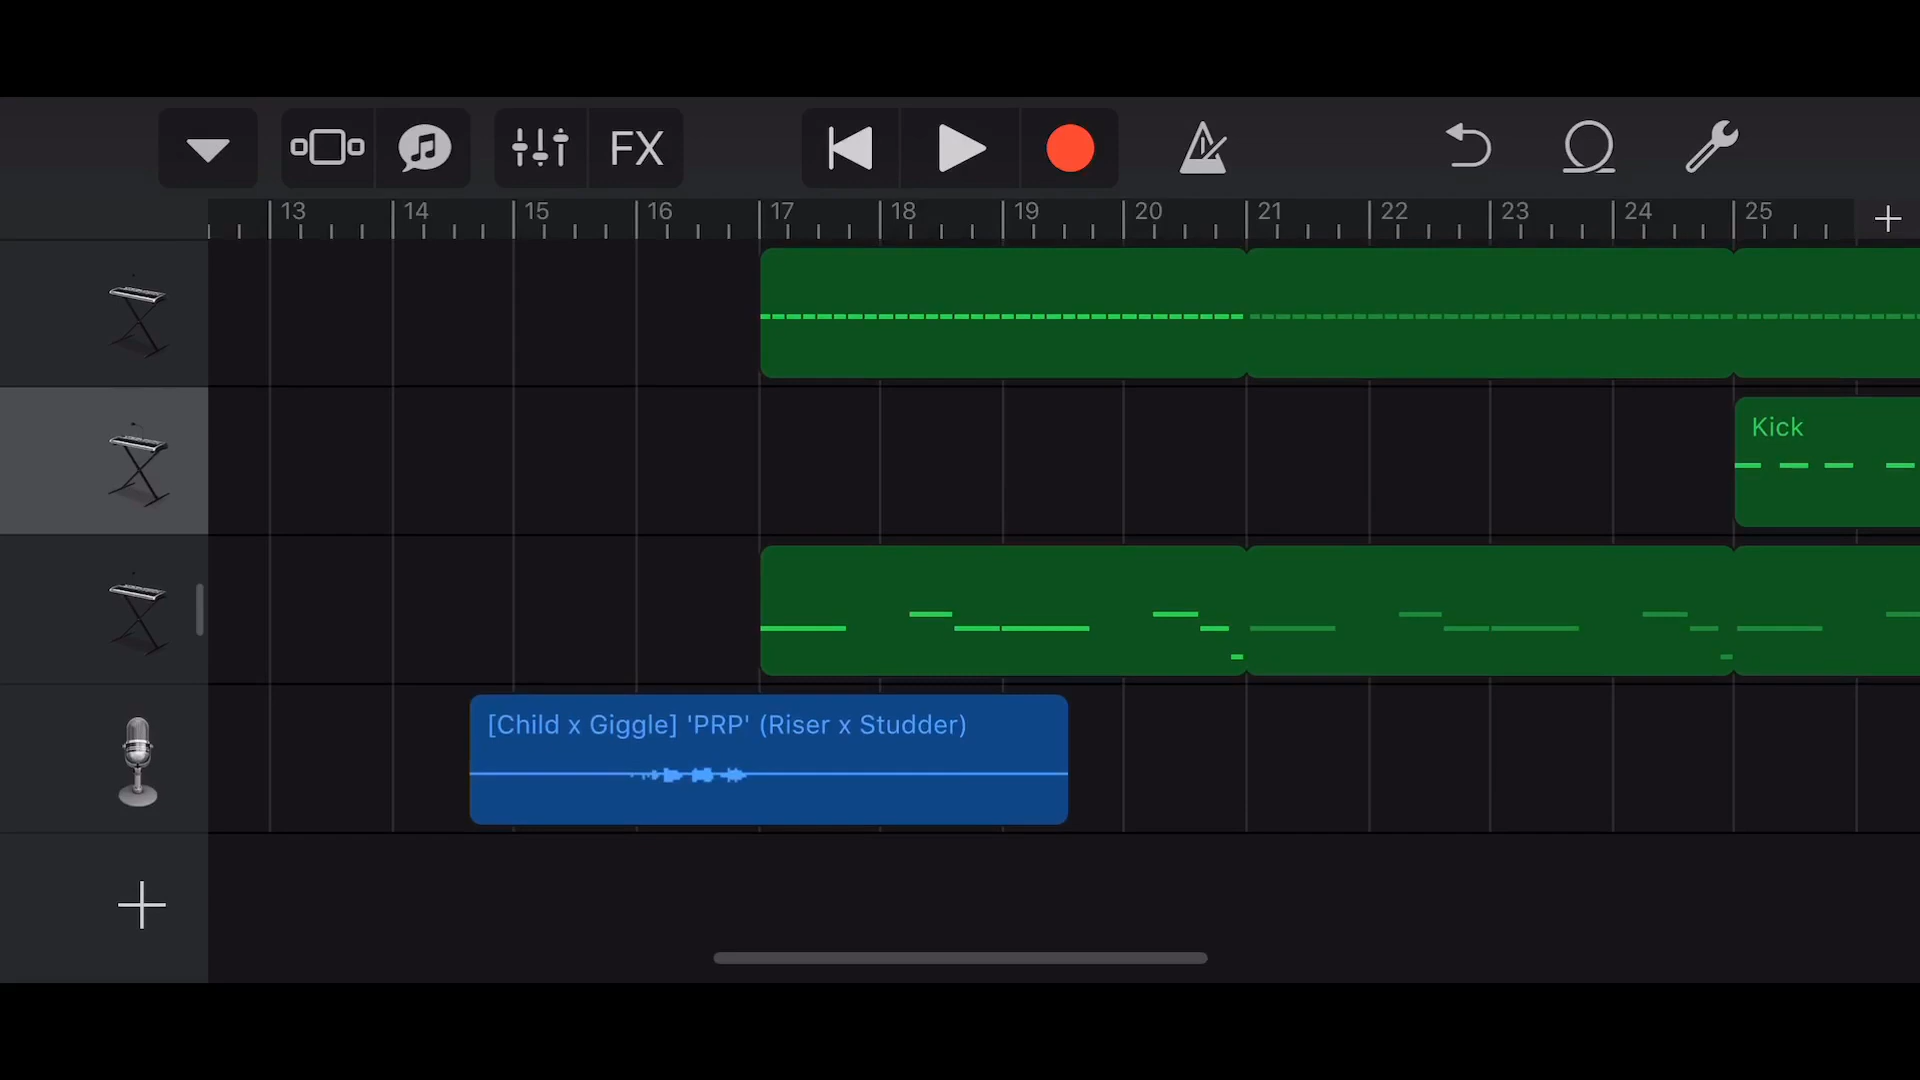 FX
13 14 15 16 17 18 19 20 21 22 23 24 25
Kick
[Child x Giggle] 'PRP' (Riser x Studder)